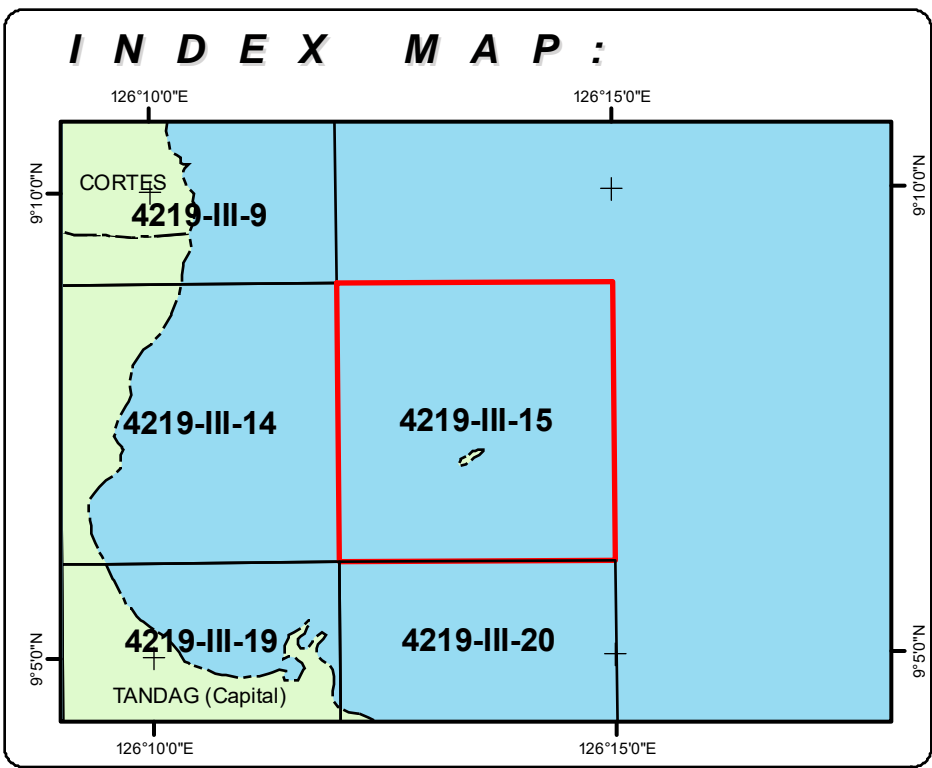 INDEX MAP:
126°10'0"E
126°15'0"E
9°10'0"N
9°10'0"N
CORTES
4219-III-9
4219-III-14
4219-III-15
4219-III-19
4219-III-20
9°5'0"N
9°5'0"N
TANDAG (Capital)
126°10'0"E
126°15'0"E